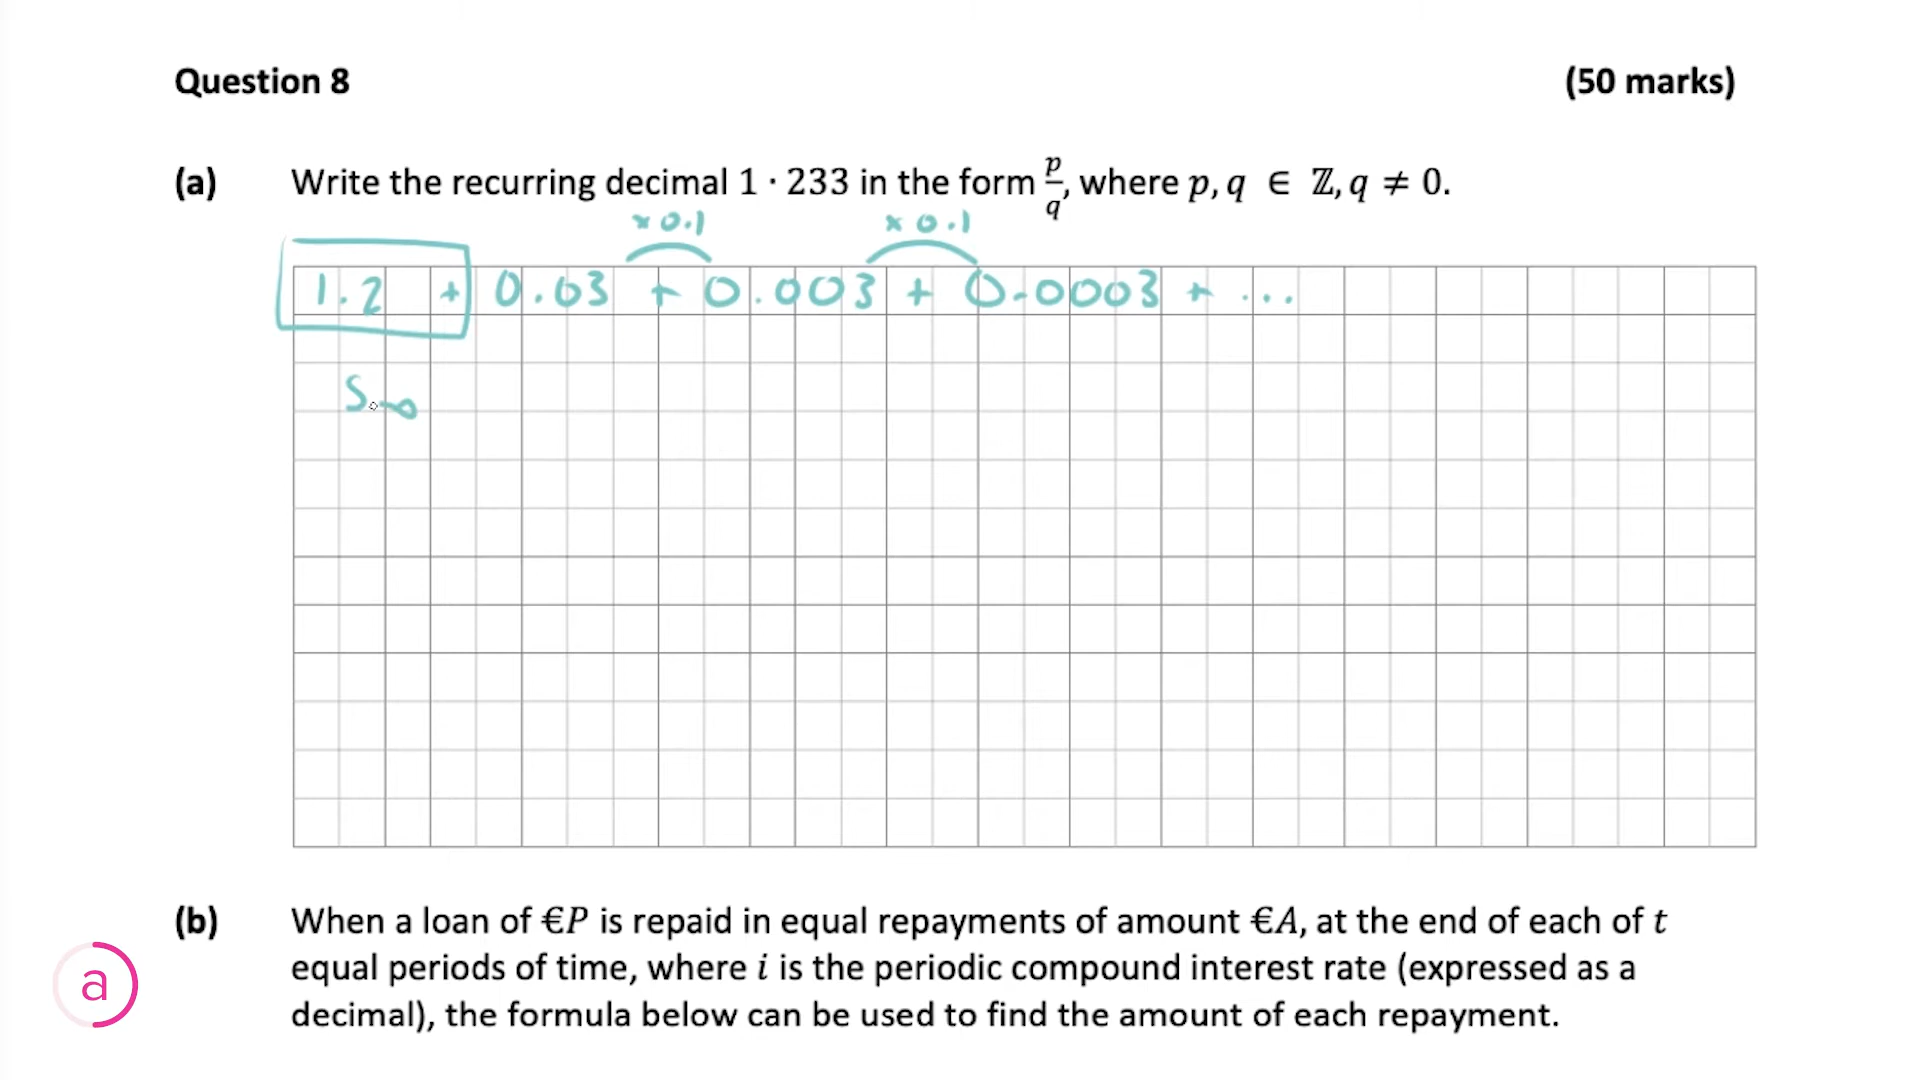 Question 8 (50 marks)
(a) Write the recurring decimal 1 · 233 in the form p/q, where p, q ∈ ℤ, q ≠ 0.
× 0.1 × 0.1
1.2 + 0.03 + 0.003 + 0.0003 + ...
S∞
(b) When a loan of €P is repaid in equal repayments of amount €A, at the end of each of t
equal periods of time, where i is the periodic compound interest rate (expressed as a
decimal), the formula below can be used to find the amount of each repayment.
a